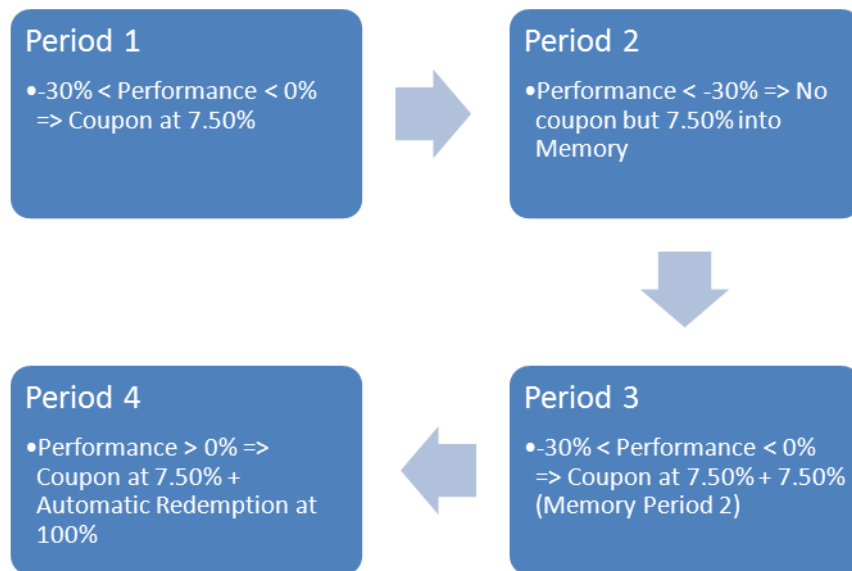 Period 1
•-30% < Performance < 0%
=> Coupon at 7.50%
Period 2
•Performance < -30% => No
coupon but 7.50% into
Memory
Period 3
•-30% < Performance < 0%
=> Coupon at 7.50% + 7.50%
(Memory Period 2)
Period 4
•Performance > 0% =>
Coupon at 7.50% +
Automatic Redemption at
100%